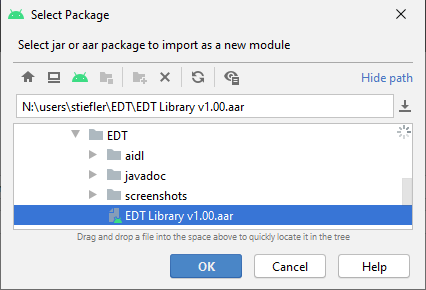 Select Package
Select jar or aar package to import as a new module
Hide path
N:\users\stiefler\EDT\EDT Library v1.00.aar
EDT
aidl
javadoc
screenshots
EDT Library v1.00.aar
Drag and drop a file into the space above to quickly locate it in the tree
OK
Cancel
Help